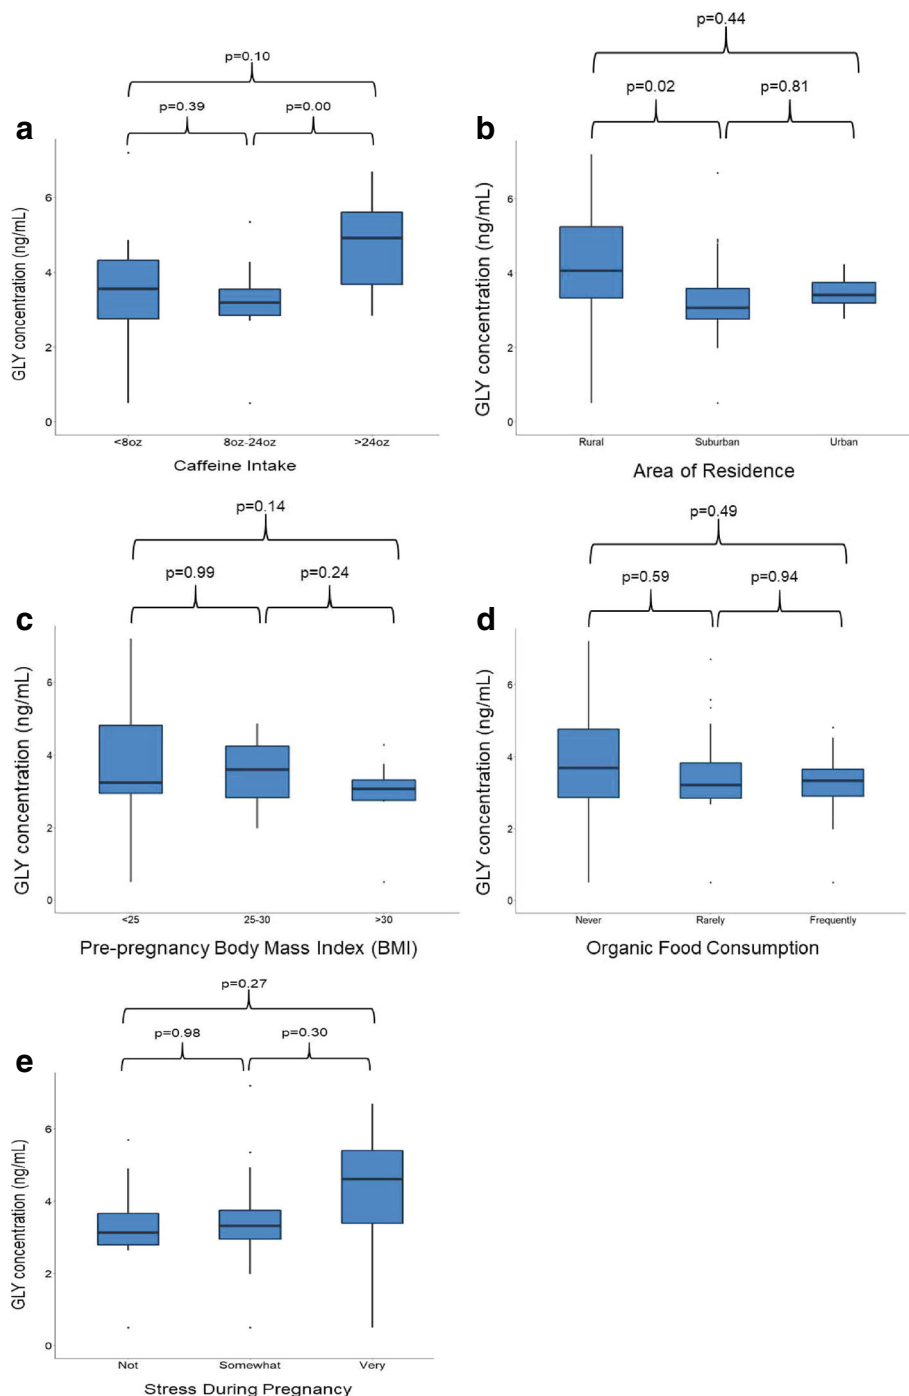 p=0.10
p=0.39 p=0.00
a
GLY concentration (ng/mL)
6
4
2
0
<8oz 8oz-24oz >24oz
Caffeine Intake
p=0.44
p=0.02 p=0.81
b
GLY concentration (ng/mL)
6
4
2
0
Rural Suburban Urban
Area of Residence
p=0.14
p=0.99 p=0.24
c
GLY concentration (ng/mL)
6
4
2
0
<25 25-30 >30
Pre-pregnancy Body Mass Index (BMI)
p=0.49
p=0.59 p=0.94
d
GLY concentration (ng/mL)
6
4
2
0
Never Rarely Frequently
Organic Food Consumption
p=0.27
p=0.98 p=0.30
e
GLY concentration (ng/mL)
6
4
2
0
Not Somewhat Very
Stress During Pregnancy